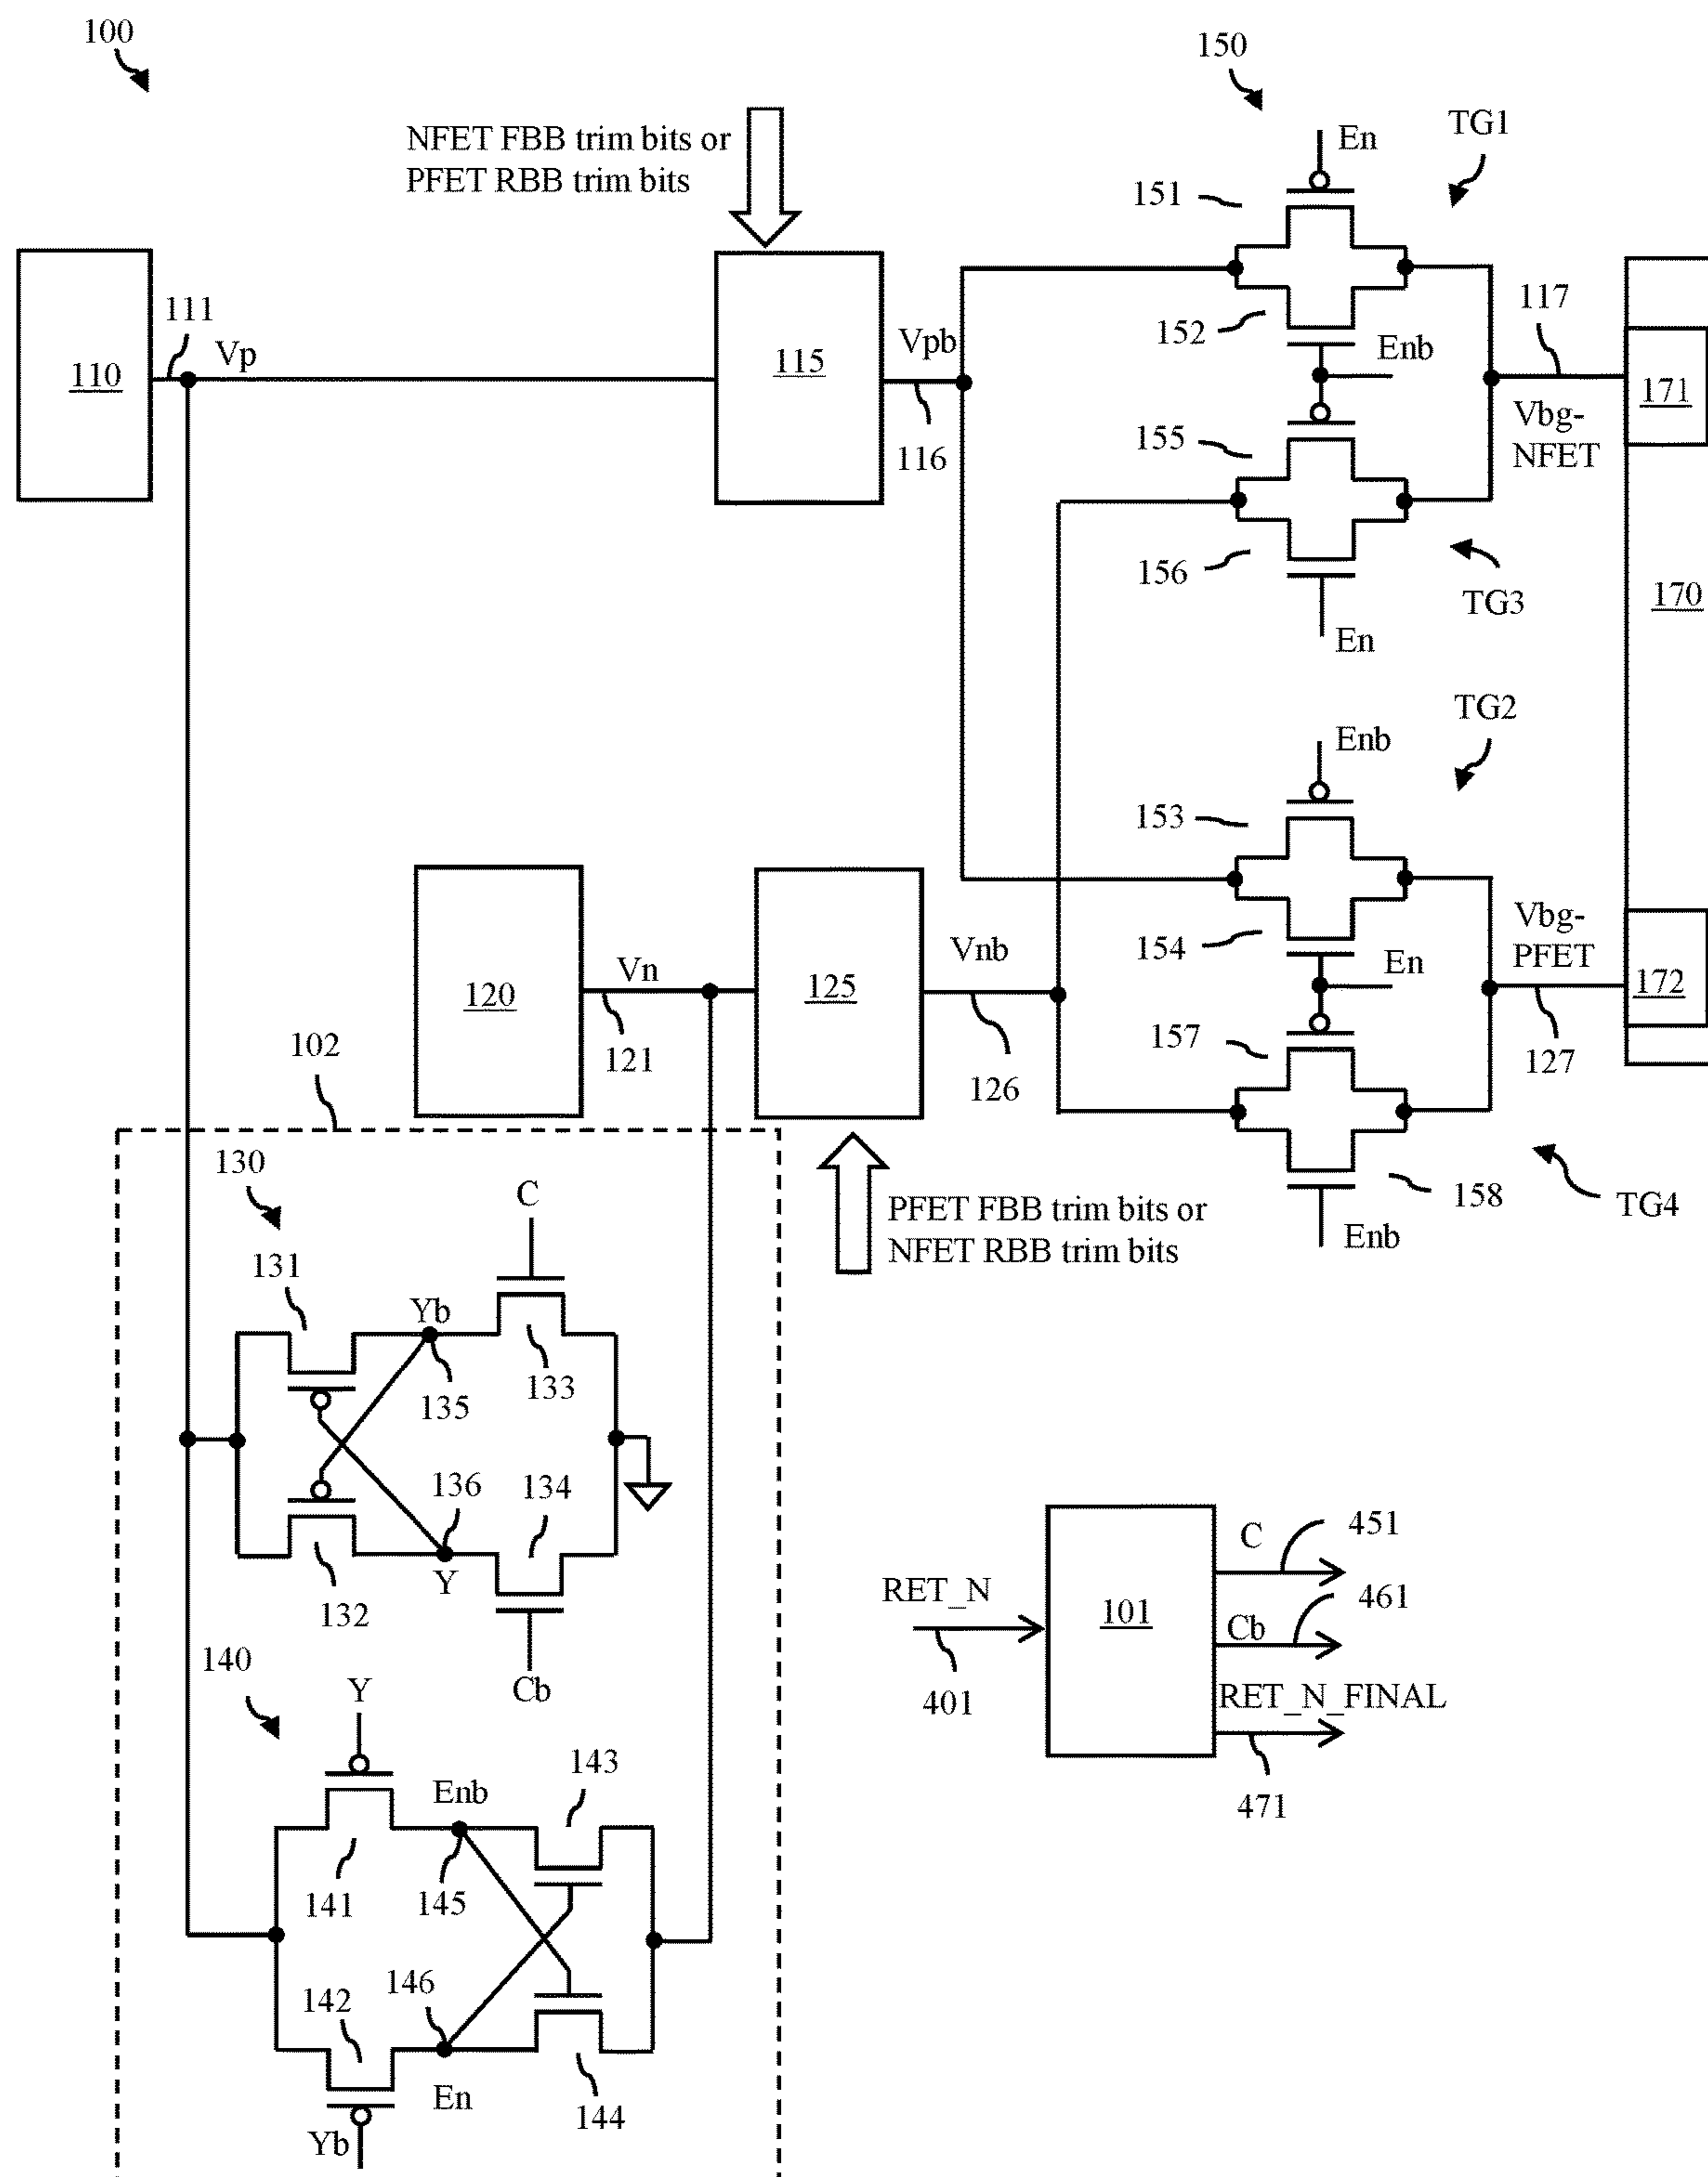 100
150
NFET FBB trim bits or
PFET RBB trim bits
En
TG1
151
110
111
Vp
115
Vpb
116
152
Enb
117
171
Vbg-
NFET
155
156
TG3
En
170
TG2
Enb
153
154
En
Vbg-
PFET
172
127
120
Vn
121
125
Vnb
126
157
158
TG4
Enb
102
PFET FBB trim bits or
NFET RBB trim bits
130
C
131
Yb
135
133
136
134
Y
132
Cb
140
Y
Enb
143
141
145
142
146
En
144
Yb
RET_N
401
101
C
451
Cb
461
RET_N_FINAL
471